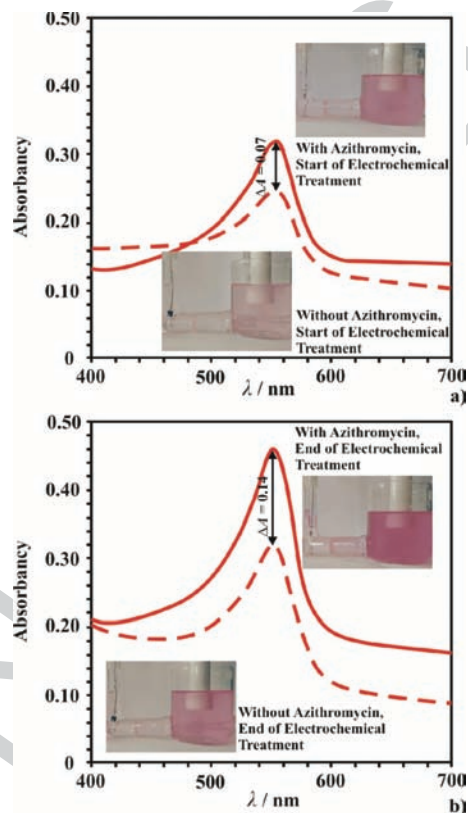 0.50
0.40
0.30
0.20
0.10
0
Absorbancy
ΔA = 0.07
With Azithromycin,
Start of Electrochemical
Treatment
Without Azithromycin,
Start of Electrochemical
Treatment
400
500
600
700
λ / nm
a)
0.50
0.40
0.30
0.20
0.10
0.00
Absorbancy
ΔA = 0.14
With Azithromycin,
End of Electrochemical
Treatment
Without Azithromycin,
End of Electrochemical
Treatment
400
500
600
700
λ / nm
b)